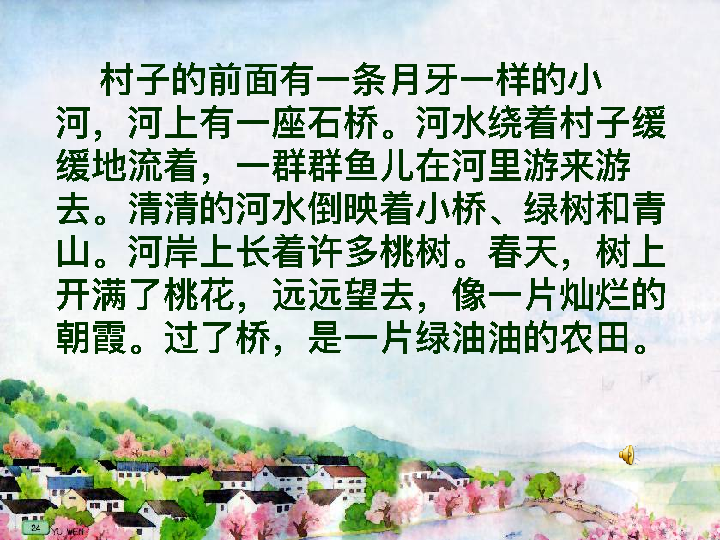 村子的前面有一条月牙一样的小
河，河上有一座石桥。河水绕着村子缓
缓地流着，一群群鱼儿在河里游来游
去。清清的河水倒映着小桥、绿树和青
山。河岸上长着许多桃树。春天，树上
开满了桃花，远远望去，像一片灿烂的
朝霞。过了桥，是一片绿油油的农田。
24
YU WEN